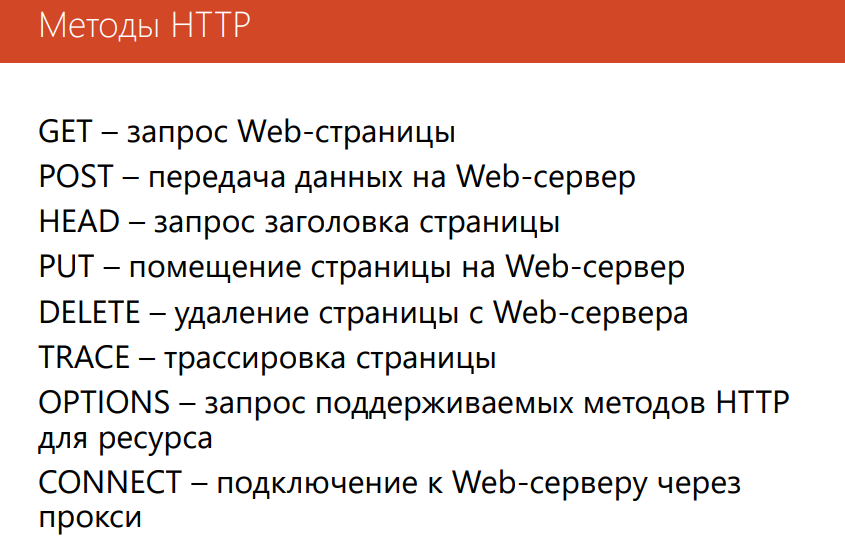 Методы HTTP
GET – запрос Web-страницы
POST – передача данных на Web-сервер
HEAD – запрос заголовка страницы
PUT – помещение страницы на Web-сервер
DELETE – удаление страницы с Web-сервера
TRACE – трассировка страницы
OPTIONS – запрос поддерживаемых методов HTTP
для ресурса
CONNECT – подключение к Web-серверу через
прокси